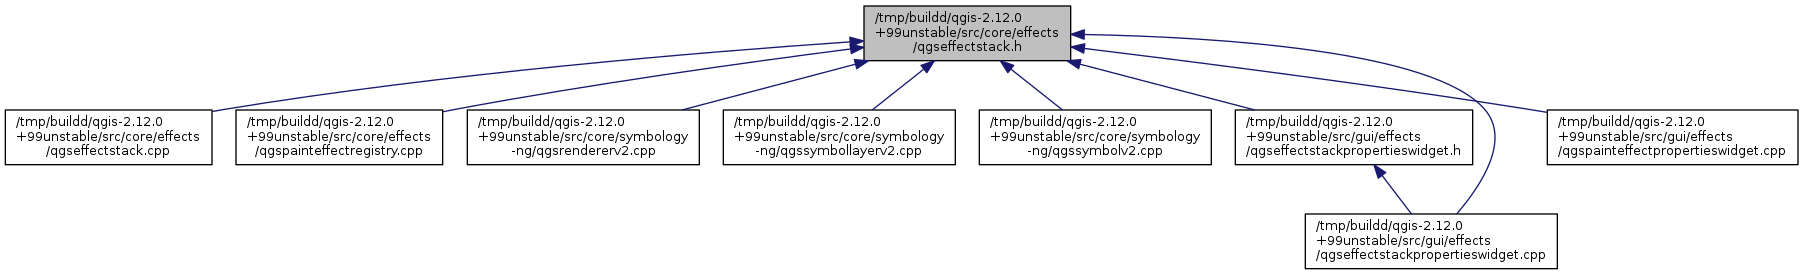 /tmp/buildd/qgis-2.12.0
+99unstable/src/core/effects
/qgseffectstack.h
/tmp/buildd/qgis-2.12.0
+99unstable/src/core/effects
/qgseffectstack.cpp
/tmp/buildd/qgis-2.12.0
+99unstable/src/core/effects
/qgspainteffectregistry.cpp
/tmp/buildd/qgis-2.12.0
+99unstable/src/core/symbology
-ng/qgsrendererv2.cpp
/tmp/buildd/qgis-2.12.0
+99unstable/src/core/symbology
-ng/qgssymbollayerv2.cpp
/tmp/buildd/qgis-2.12.0
+99unstable/src/core/symbology
-ng/qgssymbolv2.cpp
/tmp/buildd/qgis-2.12.0
+99unstable/src/gui/effects
/qgseffectstackpropertieswidget.h
/tmp/buildd/qgis-2.12.0
+99unstable/src/gui/effects
/qgspainteffectpropertieswidget.cpp
/tmp/buildd/qgis-2.12.0
+99unstable/src/gui/effects
/qgseffectstackpropertieswidget.cpp